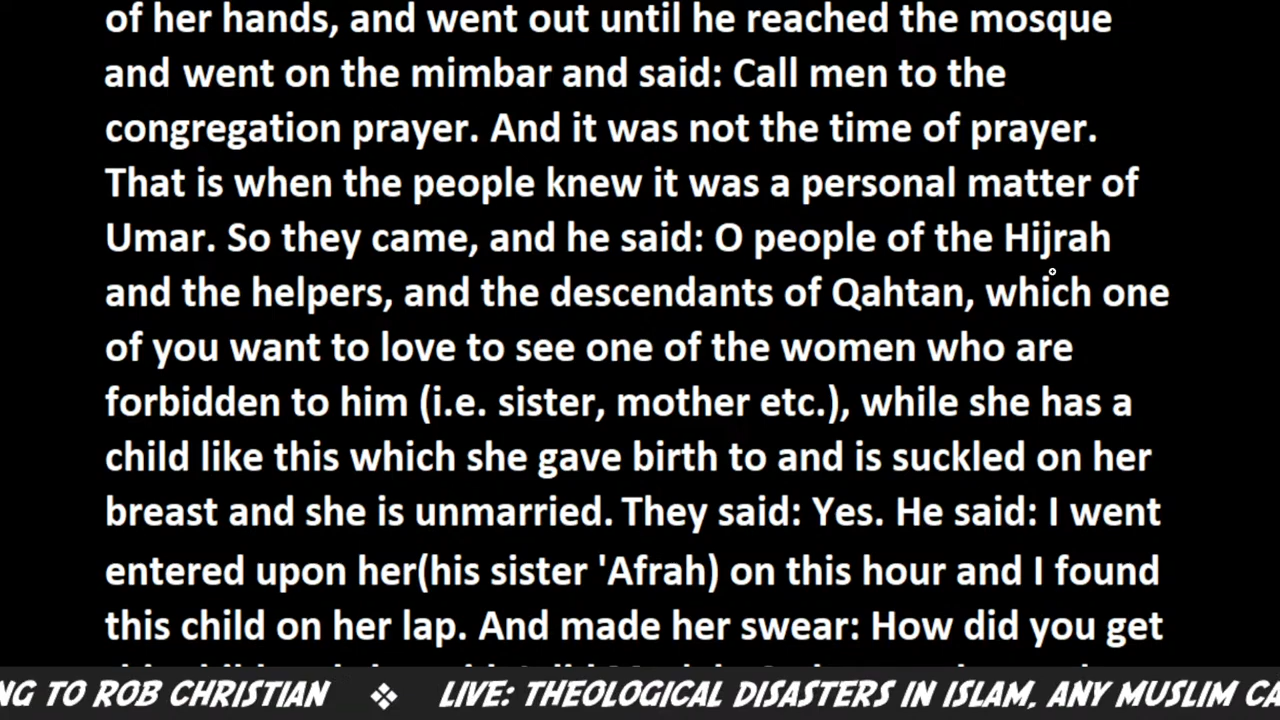 of her hands, and went out until he reached the mosque
and went on the mimbar and said: Call men to the
congregation prayer. And it was not the time of prayer.
That is when the people knew it was a personal matter of
Umar. So they came, and he said: O people of the Hijrah
and the helpers, and the descendants of Qahtan, which one
of you want to love to see one of the women who are
forbidden to him (i.e. sister, mother etc.), while she has a
child like this which she gave birth to and is suckled on her
breast and she is unmarried. They said: Yes. He said: I went
entered upon her(his sister 'Afrah) on this hour and I found
this child on her lap. And made her swear: How did you get
NG TO ROB CHRISTIAN ❖ LIVE: THEOLOGICAL DISASTERS IN ISLAM, ANY MUSLIM CA